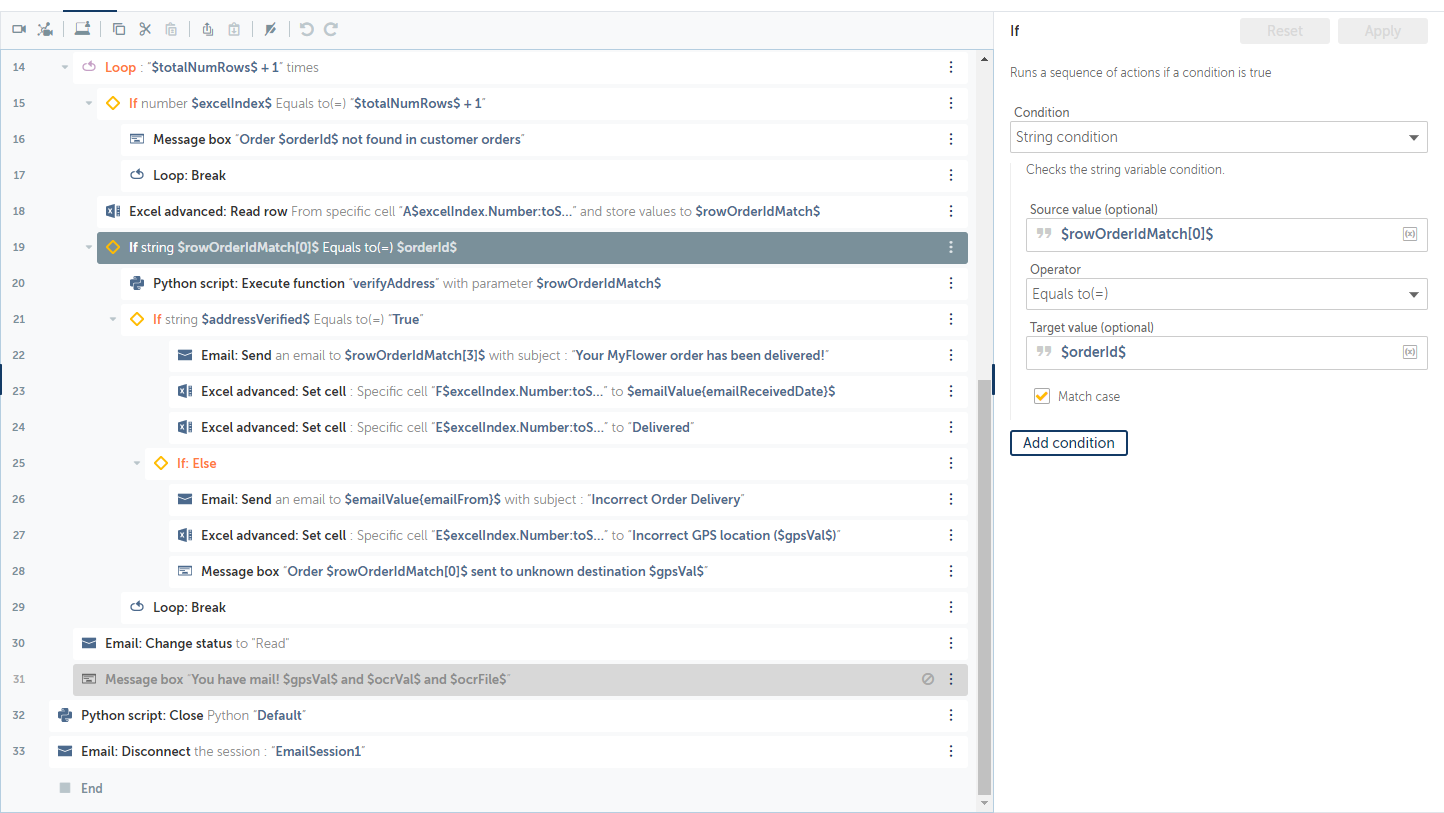 14 Loop : “$totalNumRows$ + 1” times
15 If number $excelIndex$ Equals to(=) “$totalNumRows$ + 1”
16 Message box “Order $orderId$ not found in customer orders”
17 Loop: Break
18 Excel advanced: Read row From specific cell “A$excelIndex.Number:toS...” and store values to $rowOrderIdMatch$
19 If string $rowOrderIdMatch[0]$ Equals to(=) $orderId$
20 Python script: Execute function “verifyAddress” with parameter $rowOrderIdMatch$
21 If string $addressVerified$ Equals to(=) “True”
22 Email: Send an email to $rowOrderIdMatch[3]$ with subject : “Your MyFlower order has been delivered!”
23 Excel advanced: Set cell : Specific cell “F$excelIndex.Number:toS...” to $emailValue{emailReceivedDate}$
24 Excel advanced: Set cell : Specific cell “E$excelIndex.Number:toS...” to “Delivered”
25 If: Else
26 Email: Send an email to $emailValue{emailFrom}$ with subject : “Incorrect Order Delivery”
27 Excel advanced: Set cell : Specific cell “E$excelIndex.Number:toS...” to “Incorrect GPS location ($gpsVal$)”
28 Message box “Order $rowOrderIdMatch[0]$ sent to unknown destination $gpsVal$”
29 Loop: Break
30 Email: Change status to “Read”
31 Message box “You have mail! $gpsVal$ and $ocrVal$ and $ocrFile$”
32 Python script: Close Python “Default”
33 Email: Disconnect the session : “EmailSession1”
End
If
Reset
Apply
Runs a sequence of actions if a condition is true
Condition
String condition
Checks the string variable condition.
Source value (optional)
$rowOrderIdMatch[0]$
(x)
Operator
Equals to(=)
Target value (optional)
$orderId$
(x)
Match case
Add condition